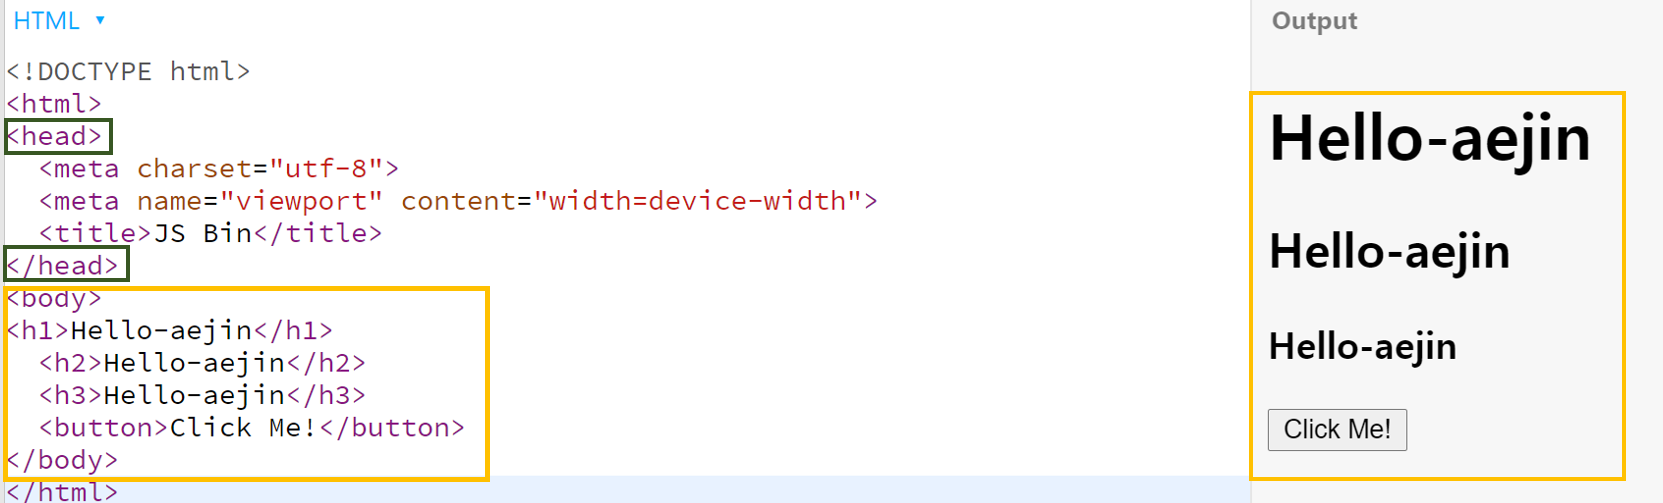 HTML ▾
<!DOCTYPE html>
<html>
<head>
  <meta charset="utf-8">
  <meta name="viewport" content="width=device-width">
  <title>JS Bin</title>
</head>
<body>
<h1>Hello-aejin</h1>
  <h2>Hello-aejin</h2>
  <h3>Hello-aejin</h3>
  <button>Click Me!</button>
</body>
</html>
Output
Hello-aejin
Hello-aejin
Hello-aejin
Click Me!